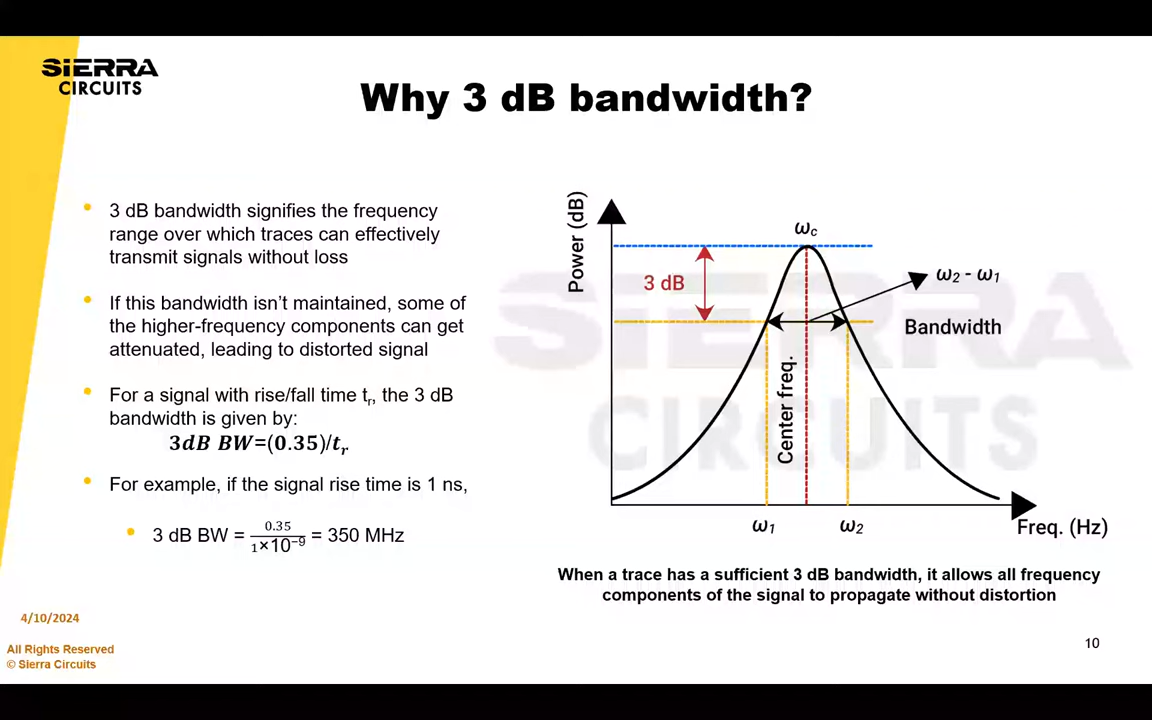 SIERRA
CIRCUITS
Why 3 dB bandwidth?
• 3 dB bandwidth signifies the frequency
range over which traces can effectively
transmit signals without loss
• If this bandwidth isn't maintained, some of
the higher-frequency components can get
attenuated, leading to distorted signal
• For a signal with rise/fall time tᵣ, the 3 dB
bandwidth is given by:
3dB BW=(0.35)/tᵣ
• For example, if the signal rise time is 1 ns,
• 3 dB BW = 0.35/1×10⁻⁹ = 350 MHz
Power (dB)
ωc
3 dB
ω₂ - ω₁
Bandwidth
Center freq.
ω₁
ω₂
Freq. (Hz)
SIERRA
CIRCUITS
When a trace has a sufficient 3 dB bandwidth, it allows all frequency
components of the signal to propagate without distortion
4/10/2024
All Rights Reserved
© Sierra Circuits
10